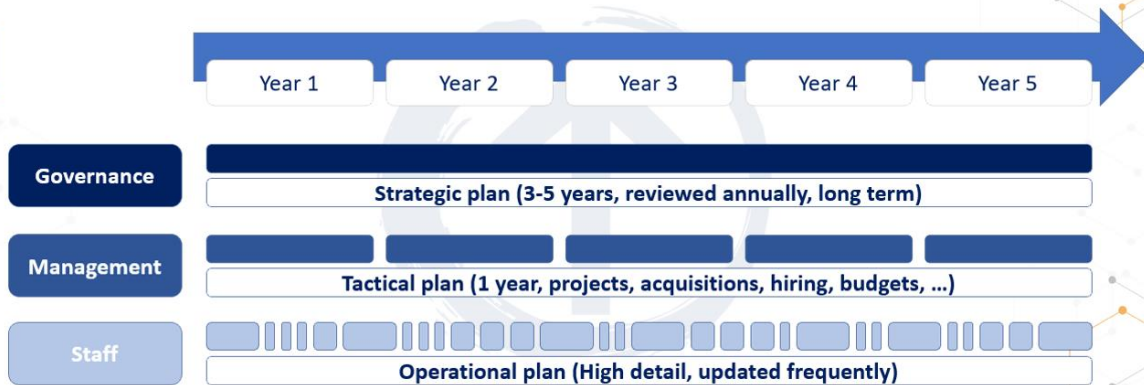 Year 1
Year 2
Year 3
Year 4
Year 5
Governance
Strategic plan (3-5 years, reviewed annually, long term)
Management
Tactical plan (1 year, projects, acquisitions, hiring, budgets, ...)
Staff
Operational plan (High detail, updated frequently)